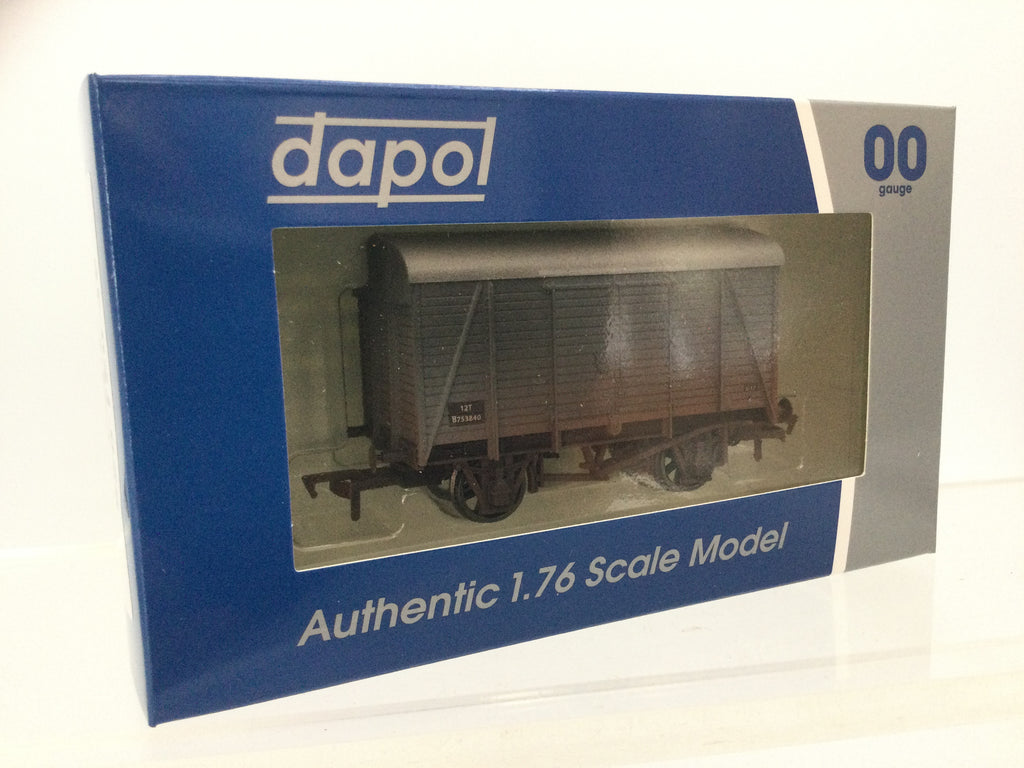 dapol
00
gauge
12T
B753840
Authentic 1.76 Scale Model